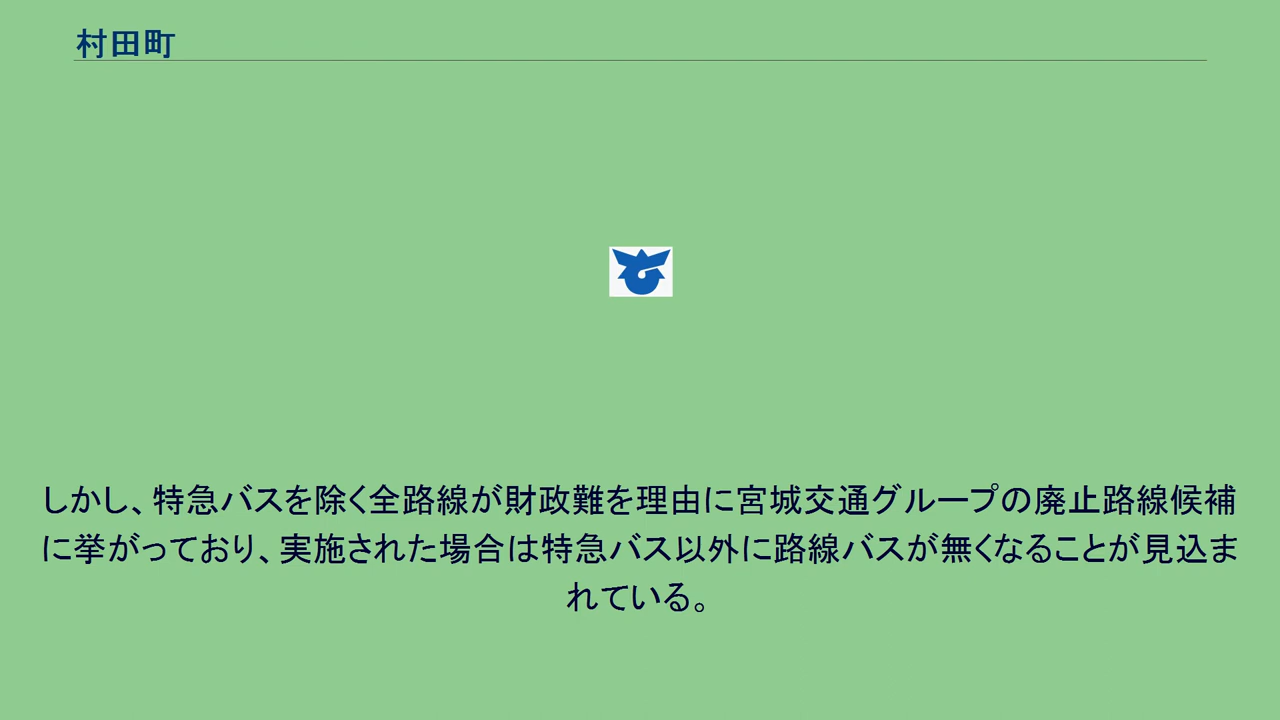 村田町
しかし、特急バスを除く全路線が財政難を理由に宮城交通グループの廃止路線候補
に挙がっており、実施された場合は特急バス以外に路線バスが無くなることが見込ま
れている。